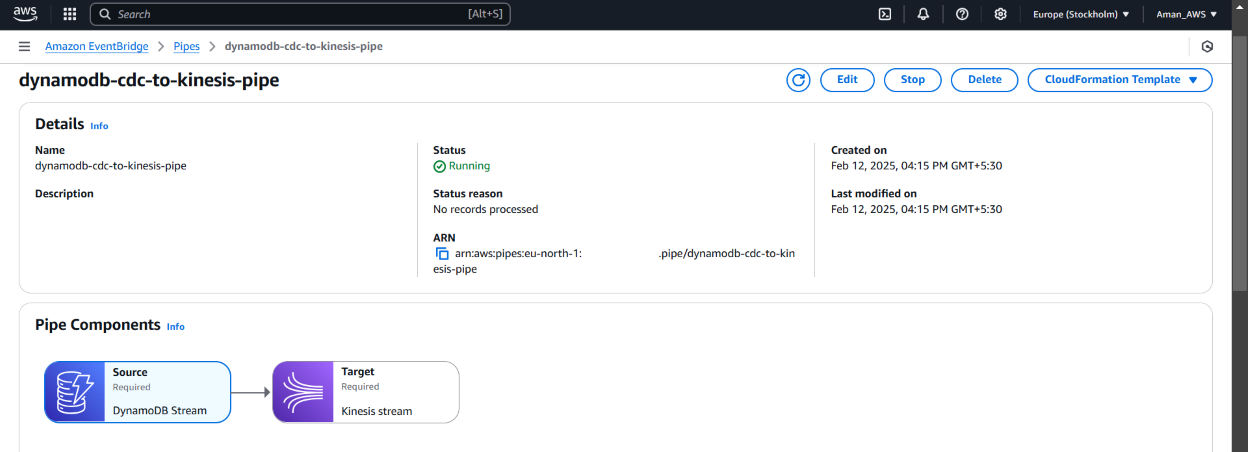 aws
Search
[Alt+S]
Europe (Stockholm)
Aman_AWS
Amazon EventBridge
Pipes
dynamodb-cdc-to-kinesis-pipe
dynamodb-cdc-to-kinesis-pipe
Edit
Stop
Delete
CloudFormation Template
Details Info
Name
dynamodb-cdc-to-kinesis-pipe
Description
Status
Running
Status reason
No records processed
ARN
arn:aws:pipes:eu-north-1: .pipe/dynamodb-cdc-to-kin
esis-pipe
Created on
Feb 12, 2025, 04:15 PM GMT+5:30
Last modified on
Feb 12, 2025, 04:15 PM GMT+5:30
Pipe Components Info
Source
Required
DynamoDB Stream
Target
Required
Kinesis stream